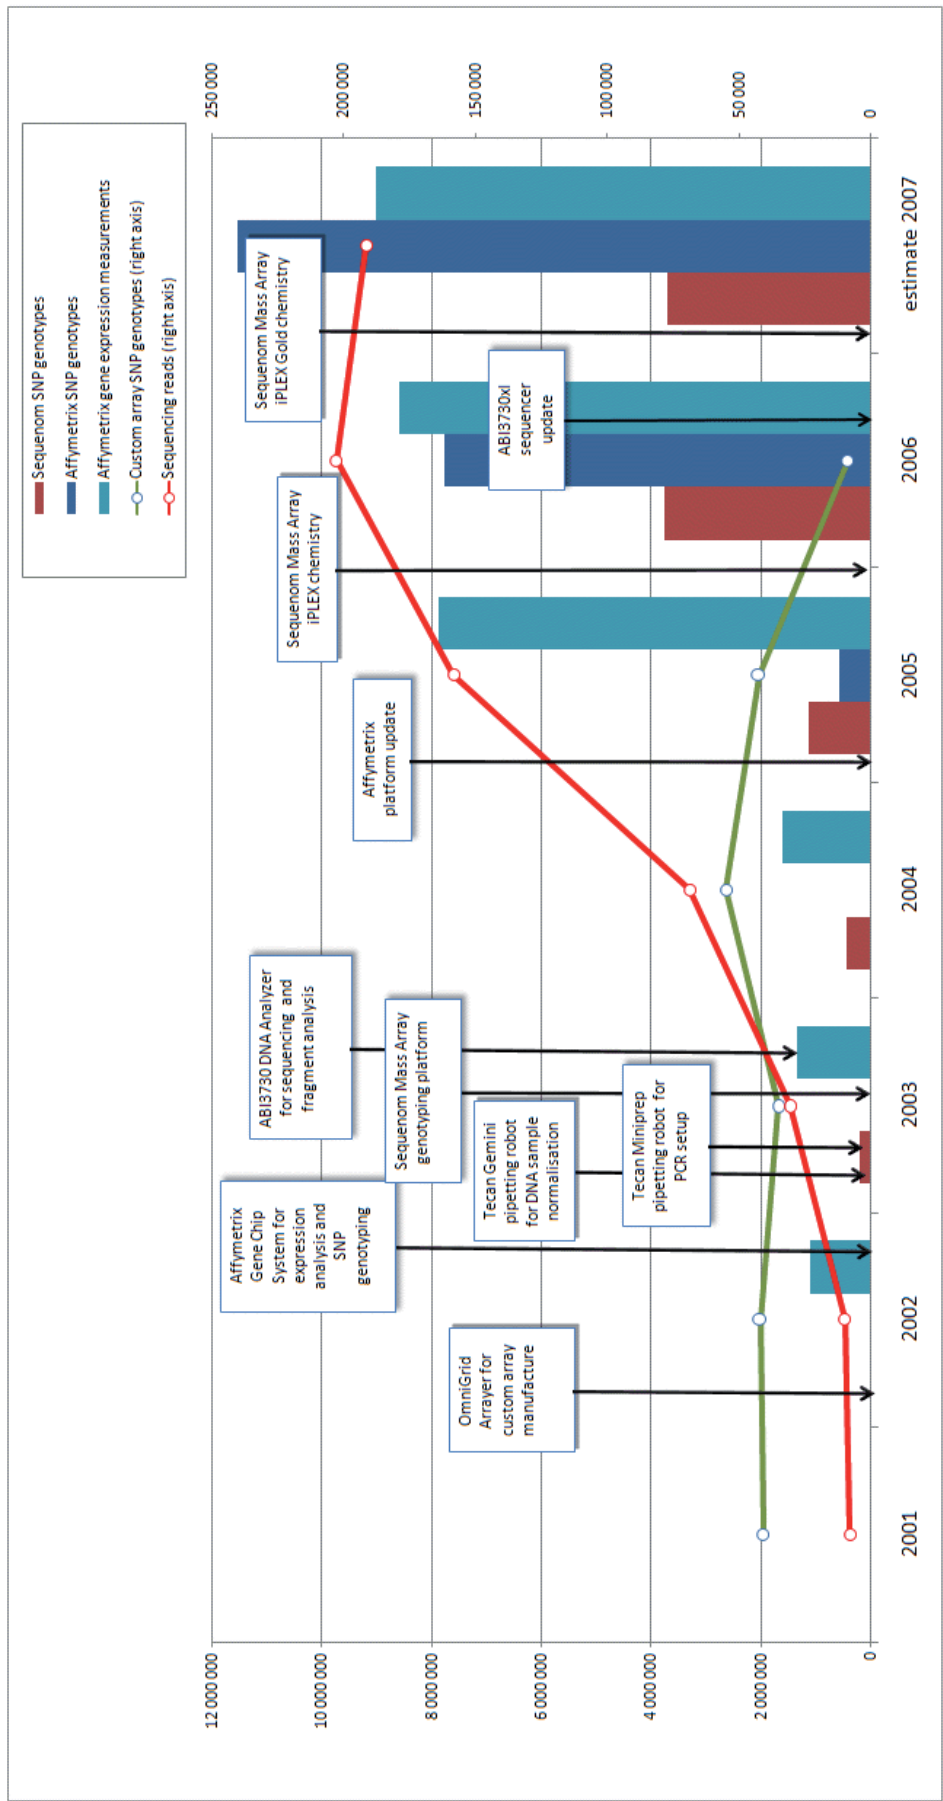 Sequenom SNP genotypes
Affymetrix SNP genotypes
Affymetrix gene expression measurements
Custom array SNP genotypes (right axis)
Sequencing reads (right axis)
12 000 000
10 000 000
8 000 000
6 000 000
4 000 000
2 000 000
0
250 000
200 000
150 000
100 000
50 000
0
OmniGrid
Arrayer for
custom array
manufacture
Affymetrix
Gene Chip
System for
expression
analysis and
SNP
genotyping
ABI3730 DNA Analyzer
for sequencing and
fragment analysis
Sequenom Mass Array
genotyping platform
Tecan Gemini
pipetting robot
for DNA sample
normalisation
Tecan Miniprep
pipetting robot for
PCR setup
Affymetrix
platform update
Sequenom Mass Array
iPLEX chemistry
ABI3730xl
sequencer
update
Sequenom Mass Array
iPLEX Gold chemistry
2001
2002
2003
2004
2005
2006
estimate 2007